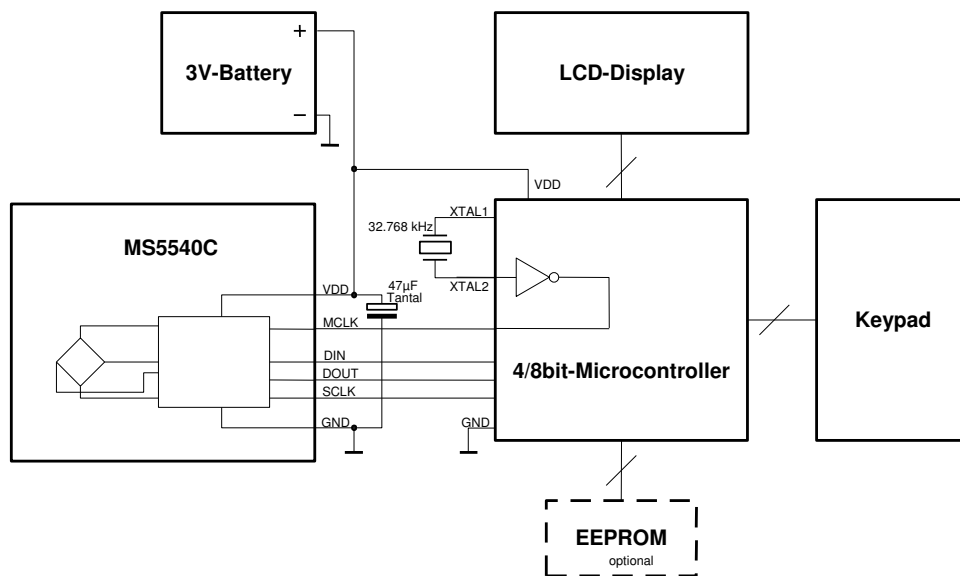 +
3V-Battery
−
LCD-Display
VDD
MS5540C
32.768 kHz
XTAL1
XTAL2
47µF
Tantal
VDD
MCLK
DIN
DOUT
SCLK
GND
GND
4/8bit-Microcontroller
Keypad
EEPROM
optional